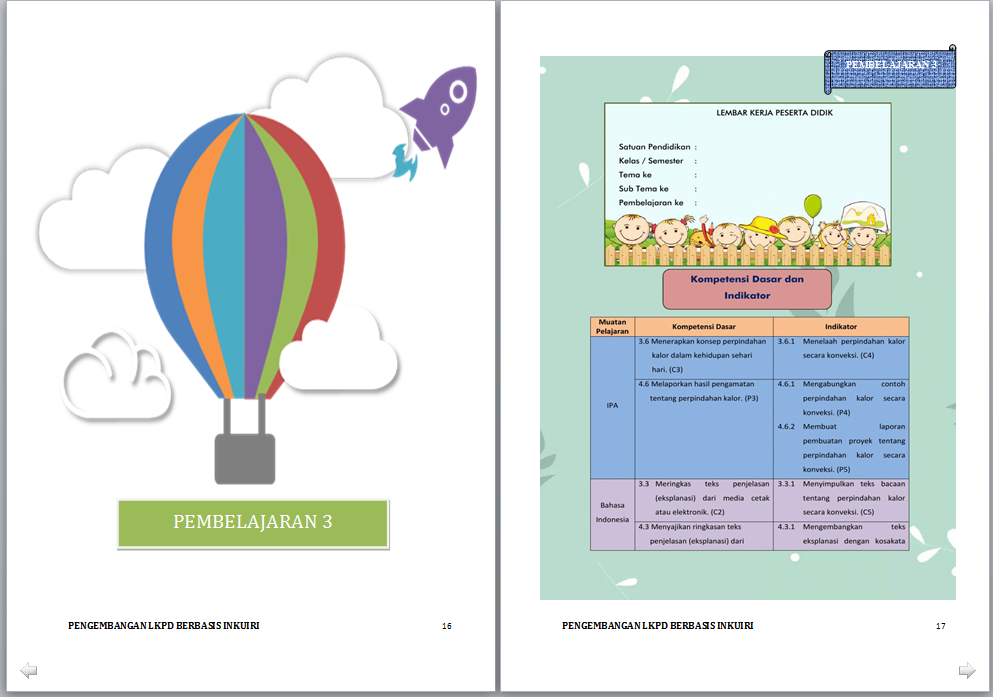 PEMBELAJARAN 3
PENGEMBANGAN LKPD BERBASIS INKUIRI 16
PEMBELAJARAN 3
LEMBAR KERJA PESERTA DIDIK
Satuan Pendidikan :
Kelas / Semester :
Tema ke :
Sub Tema ke :
Pembelajaran ke :
Kompetensi Dasar dan
Indikator
Muatan
Pelajaran
Kompetensi Dasar
Indikator
IPA
3.6 Menerapkan konsep perpindahan
kalor dalam kehidupan sehari
hari. (C3)
3.6.1 Menelaah perpindahan kalor
secara konveksi. (C4)
4.6 Melaporkan hasil pengamatan
tentang perpindahan kalor. (P3)
4.6.1 Mengabungkan contoh
perpindahan kalor secara
konveksi. (P4)
4.6.2 Membuat laporan
pembuatan proyek tentang
perpindahan kalor secara
konveksi. (P5)
Bahasa
Indonesia
3.3 Meringkas teks penjelasan
(eksplanasi) dari media cetak
atau elektronik. (C2)
3.3.1 Menyimpulkan teks bacaan
tentang perpindahan kalor
secara konveksi. (C5)
4.3 Menyajikan ringkasan teks
penjelasan (eksplanasi) dari
4.3.1 Mengembangkan teks
eksplanasi dengan kosakata
PENGEMBANGAN LKPD BERBASIS INKUIRI 17